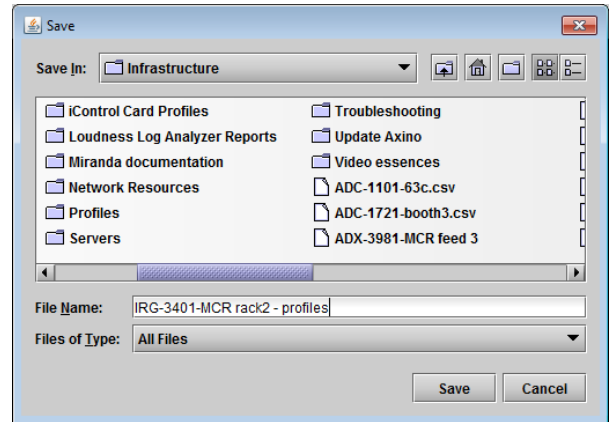 Save
Save In: Infrastructure
iControl Card Profiles
Loudness Log Analyzer Reports
Miranda documentation
Network Resources
Profiles
Servers
Troubleshooting
Update Axino
Video essences
ADC-1101-63c.csv
ADC-1721-booth3.csv
ADX-3981-MCR feed 3
File Name: IRG-3401-MCR rack2 - profiles
Files of Type: All Files
Save Cancel